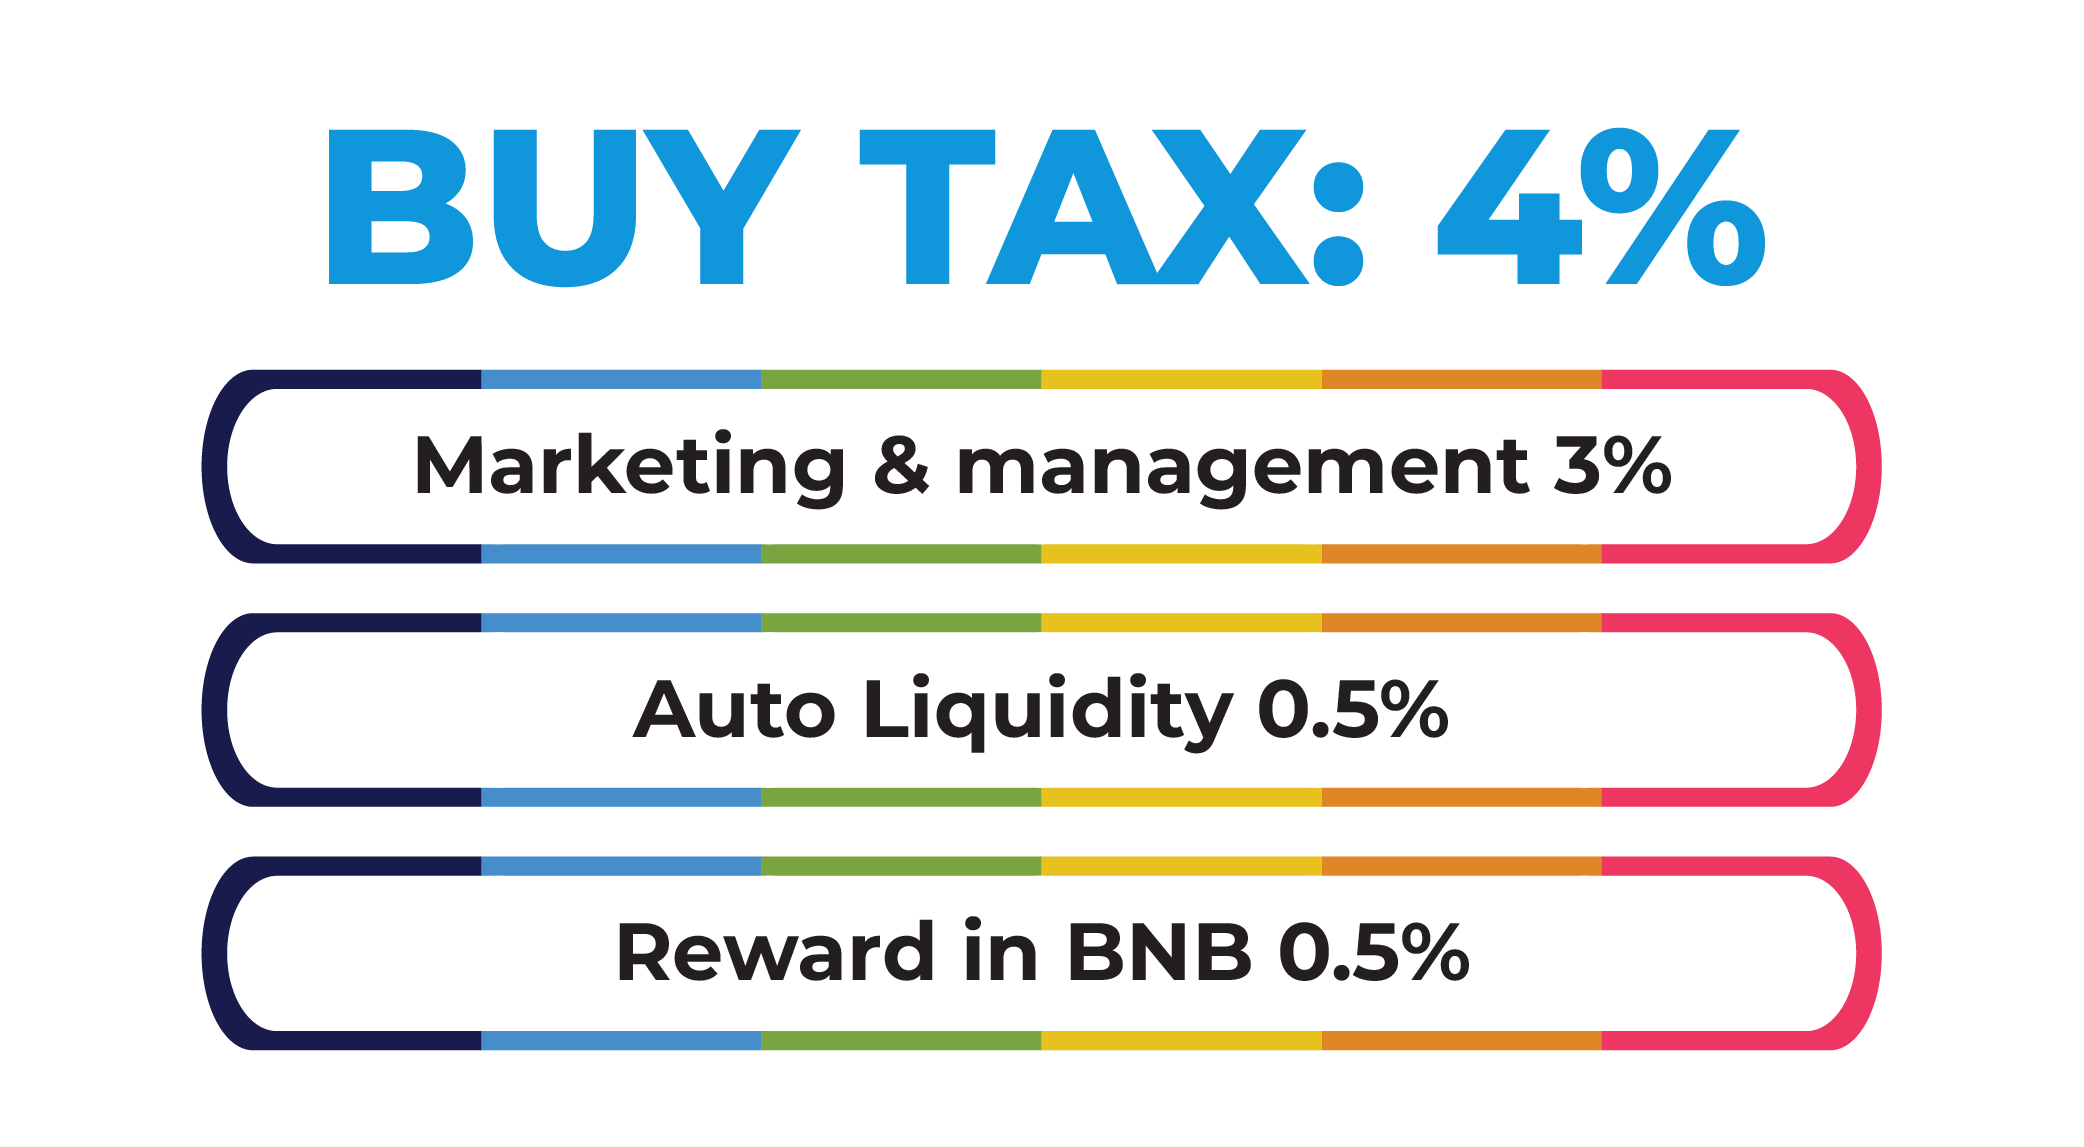 BUY TAX: 4%
Marketing & management 3%
Auto Liquidity 0.5%
Reward in BNB 0.5%